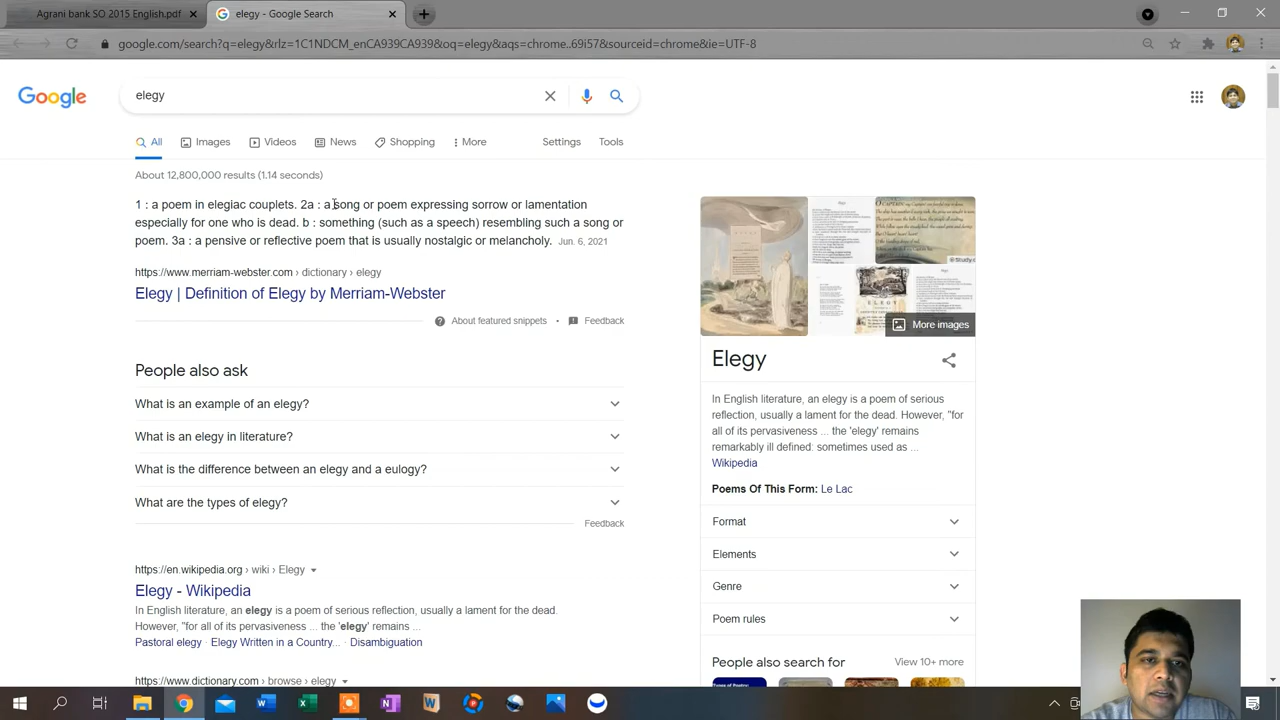 Agrani bank SO 2015 English.pdf
elegy - Google Search
google.com/search?q=elegy&rlz=1C1NDCM_enCA939CA939&oq=elegy&aqs=chrome..69i57&sourceid=chrome&ie=UTF-8
Google
elegy
All
Images
Videos
News
Shopping
More
Settings
Tools
About 12,800,000 results (1.14 seconds)
1 : a poem in elegiac couplets. 2a : a song or poem expressing sorrow or lamentation
especially for one who is dead. b : something (such as a speech) resembling such a song or
poem. 3a : a pensive or reflective poem that is usually nostalgic or melancholy.
https://www.merriam-webster.com › dictionary › elegy
Elegy | Definition of Elegy by Merriam-Webster
About featured snippets
Feedback
People also ask
What is an example of an elegy?
What is an elegy in literature?
What is the difference between an elegy and a eulogy?
What are the types of elegy?
Feedback
https://en.wikipedia.org › wiki › Elegy
Elegy - Wikipedia
In English literature, an elegy is a poem of serious reflection, usually a lament for the dead.
However, "for all of its pervasiveness ... the 'elegy' remains ...
Pastoral elegy · Elegy Written in a Country... · Disambiguation
https://www.dictionary.com › browse › elegy
More images
Elegy
In English literature, an elegy is a poem of serious
reflection, usually a lament for the dead. However, "for
all of its pervasiveness ... the 'elegy' remains
remarkably ill defined: sometimes used as ...
Wikipedia
Poems Of This Form: Le Lac
Format
Elements
Genre
Poem rules
People also search for
View 10+ more